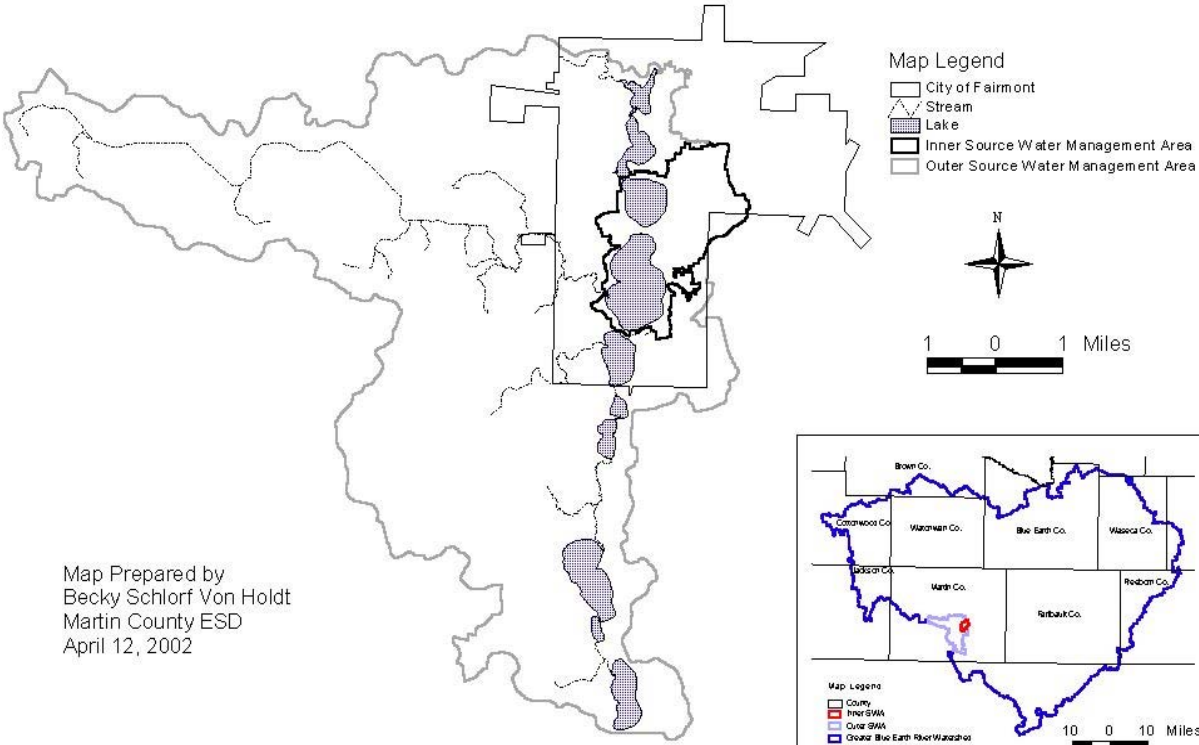 Map Legend
City of Fairmont
Stream
Lake
Inner Source Water Management Area
Outer Source Water Management Area
N
1 0 1 Miles
Map Prepared by
Becky Schlorf Von Holdt
Martin County ESD
April 12, 2002
Brown Co.
Cottonwood Co.
Watonwan Co.
Blue Earth Co.
Waseca Co.
Jackson Co.
Martin Co.
Faribault Co.
Freeborn Co.
Map Legend
County
Inner SWA
Outer SWA
Greater Blue Earth River Watershed
10 0 10 Miles